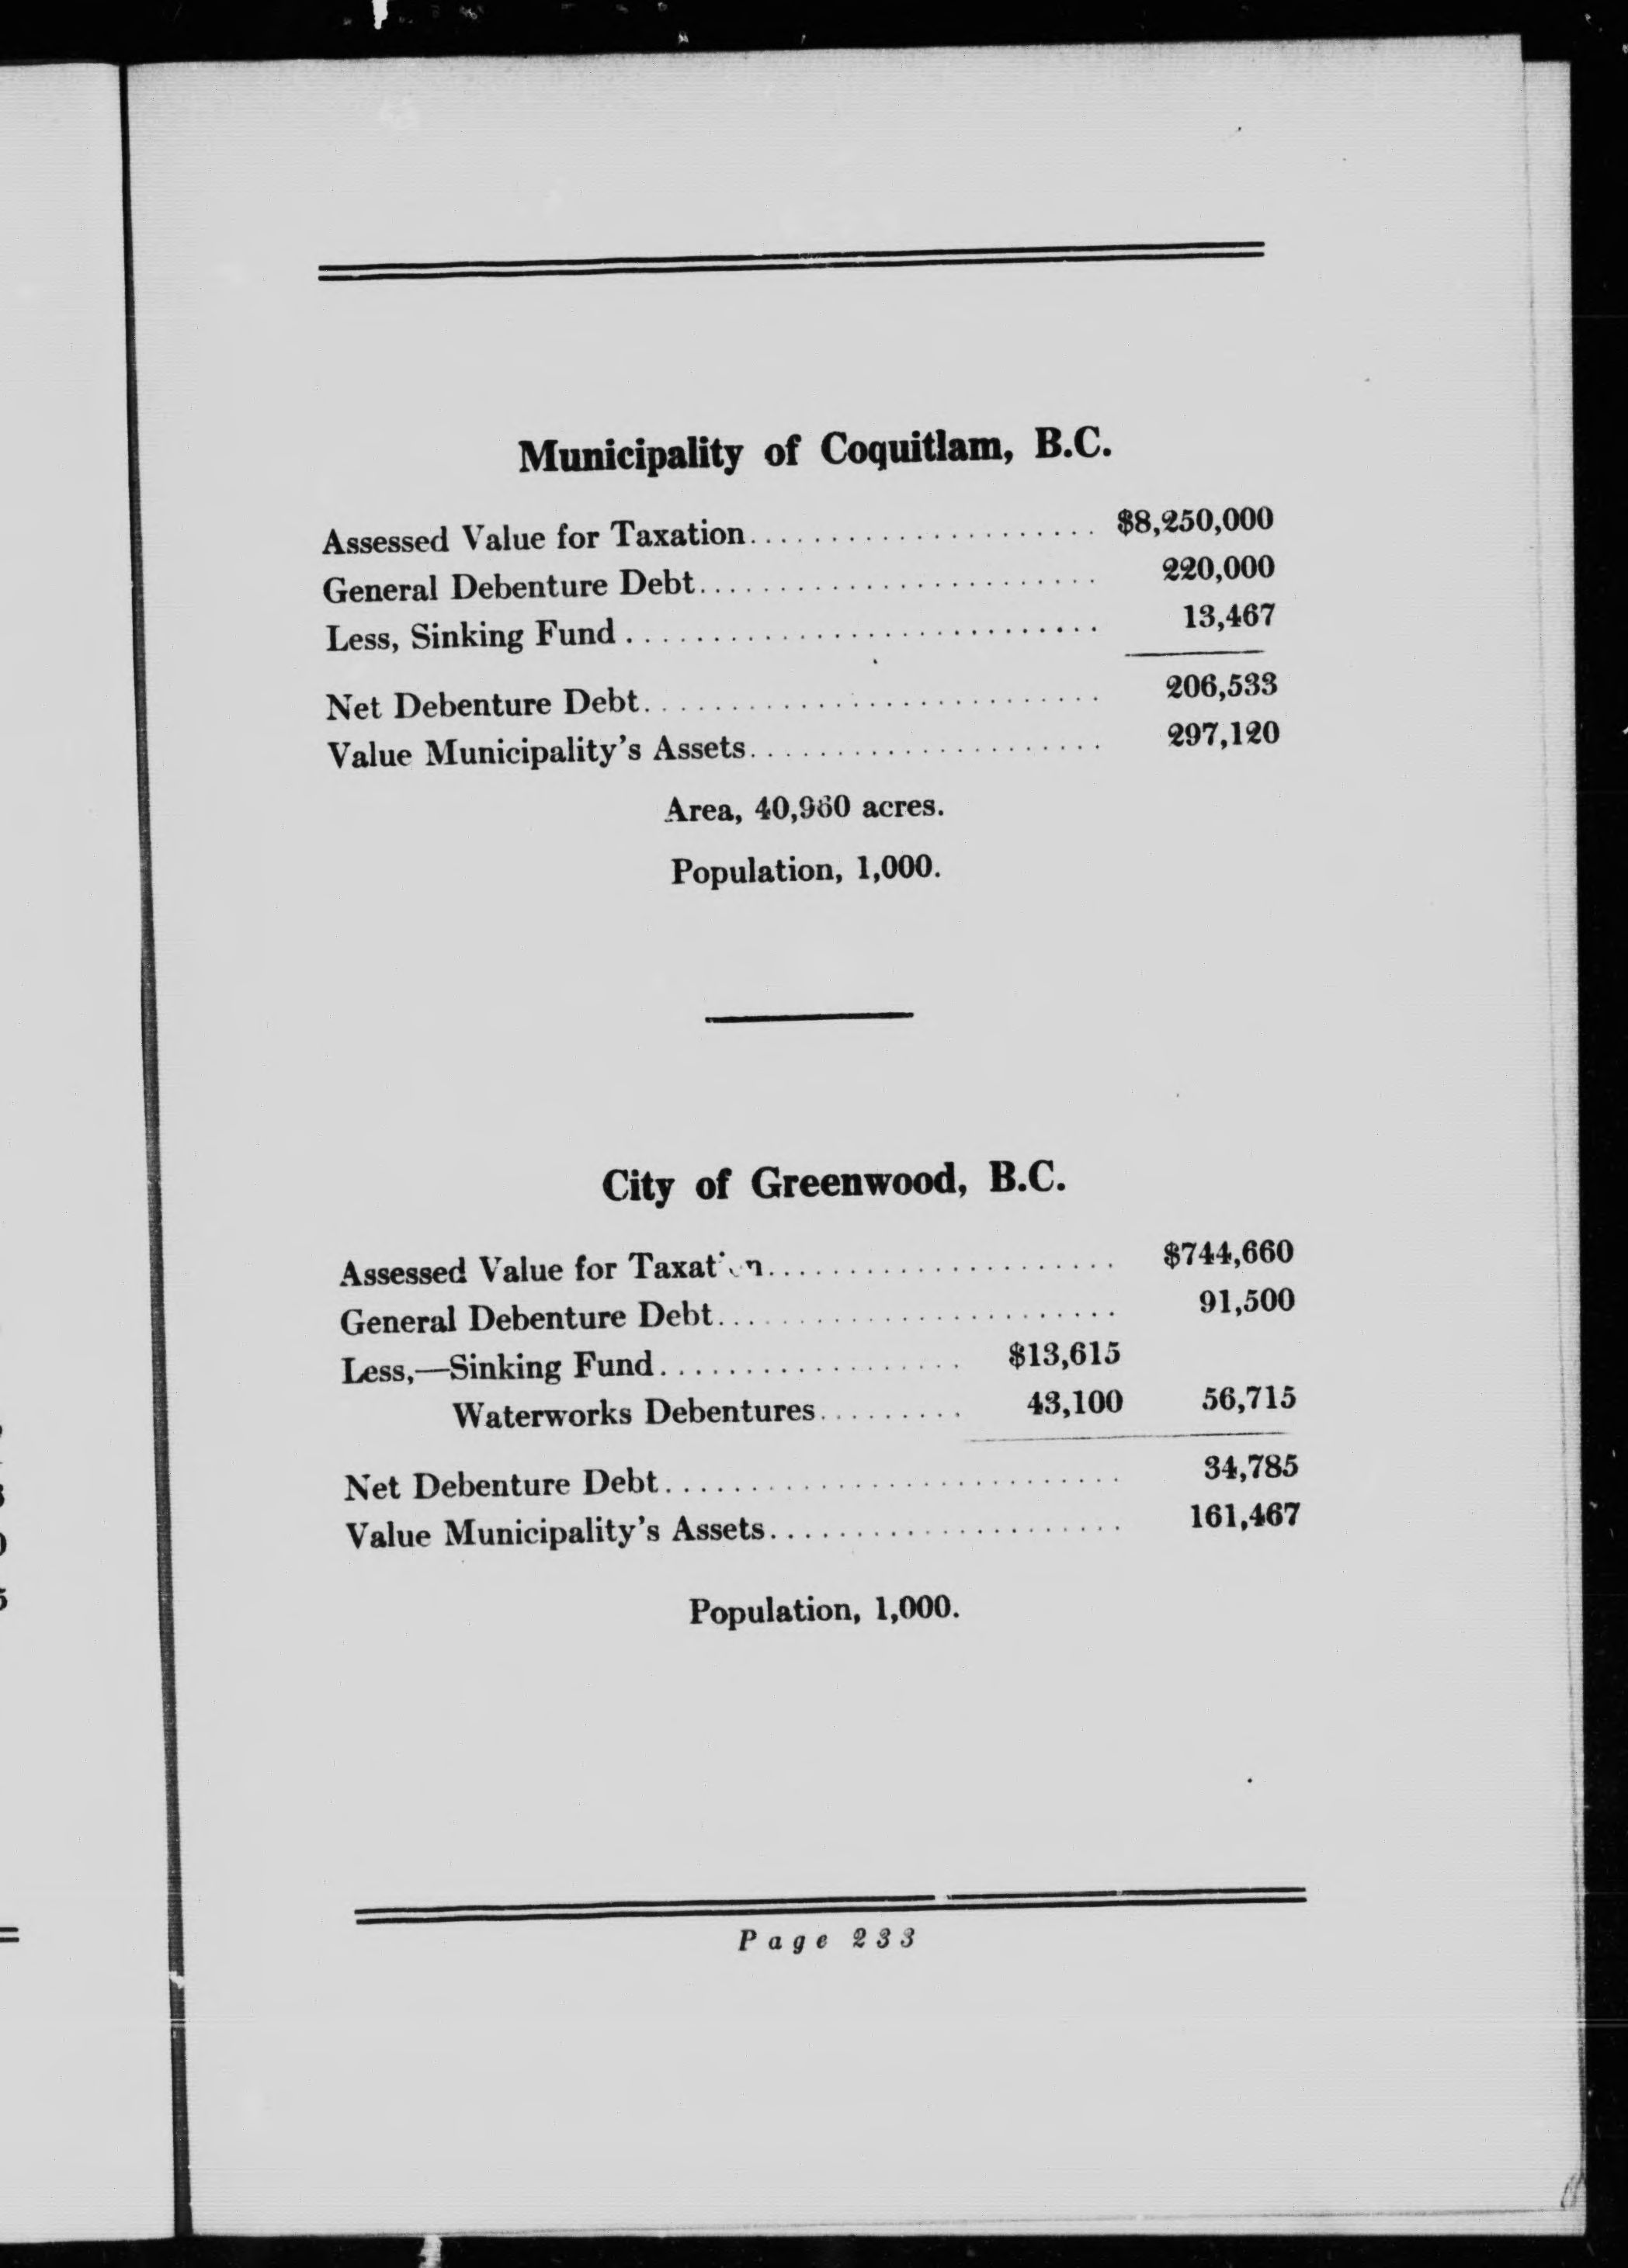 Municipality of Coquitlam, B.C.
Assessed Value for Taxation..................... $8,250,000
General Debenture Debt......................... 220,000
Less, Sinking Fund............................. 13,467
Net Debenture Debt............................ 206,533
Value Municipality's Assets...................... 297,120
Area, 40,960 acres.
Population, 1,000.
City of Greenwood, B.C.
Assessed Value for Taxation...................... $744,660
General Debenture Debt......................... 91,500
Less,—Sinking Fund................... $13,615
Waterworks Debentures......... 43,100 56,715
Net Debenture Debt............................. 34,785
Value Municipality's Assets...................... 161,467
Population, 1,000.
Page 233